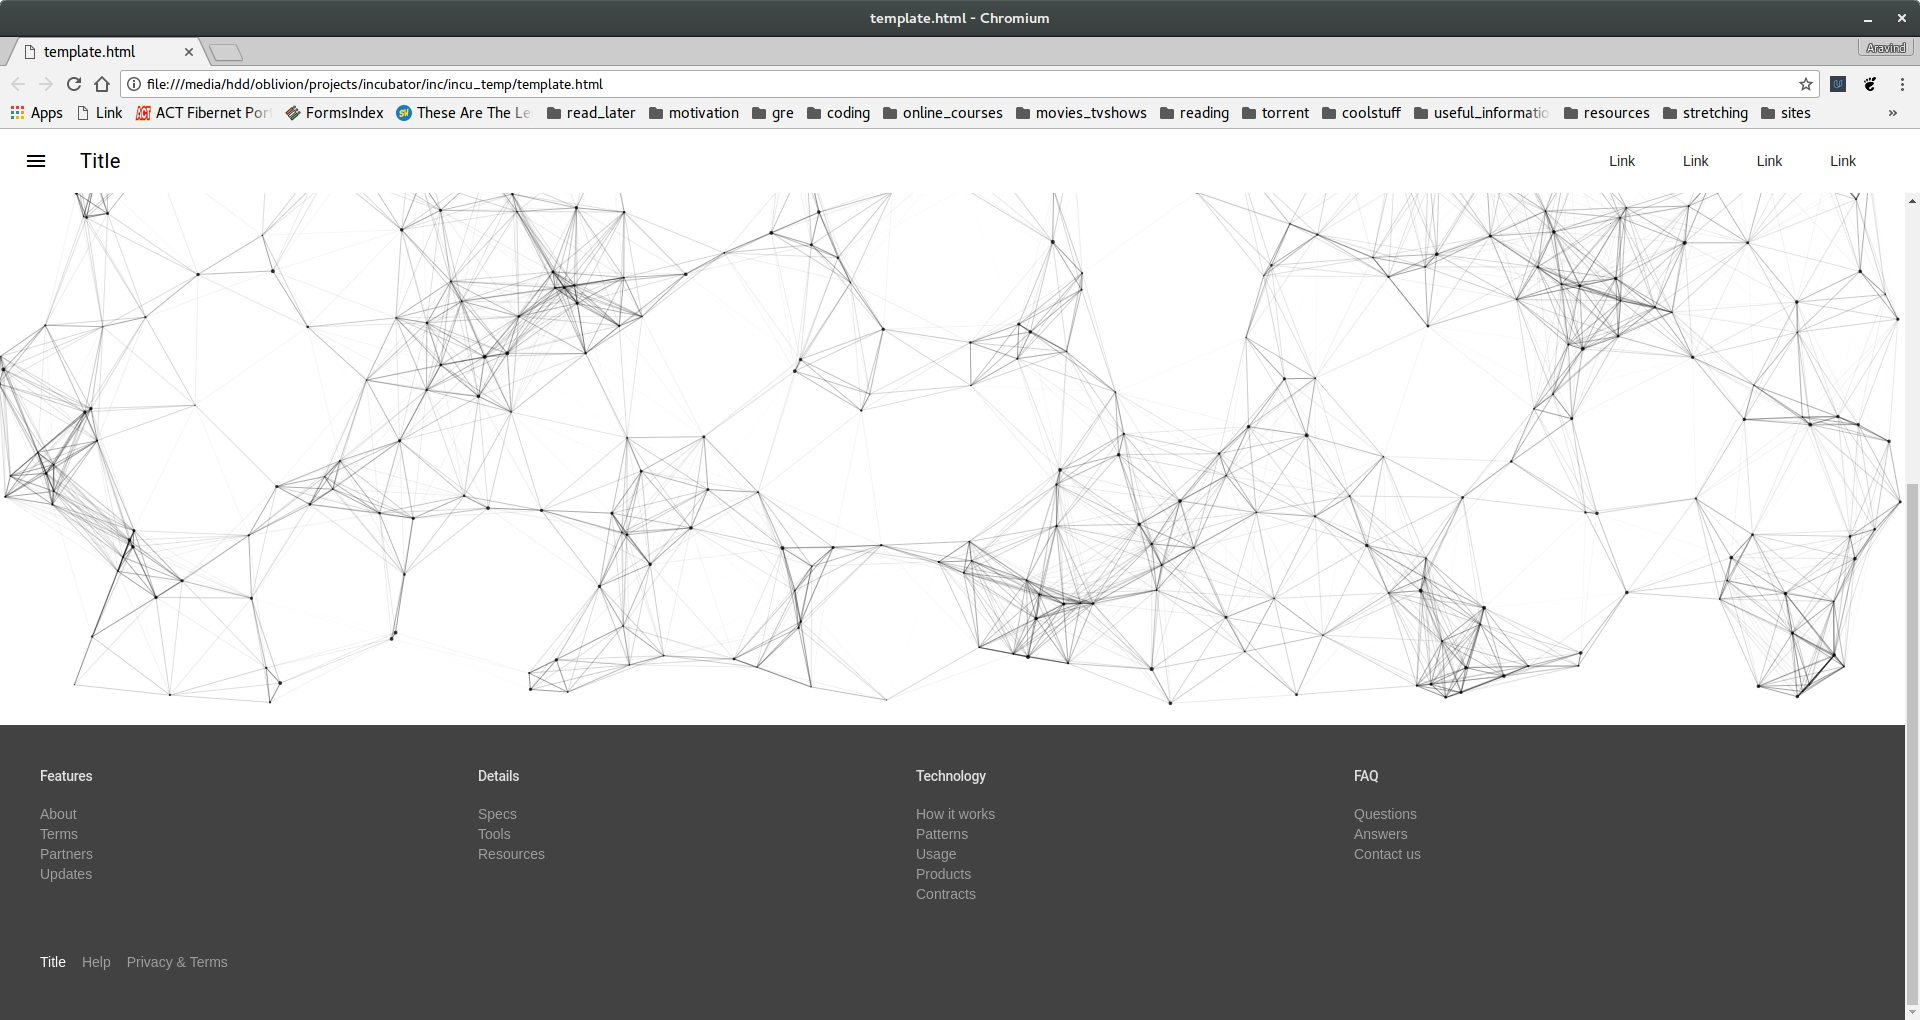 template.html - Chromium
template.html
Aravind
file:///media/hdd/oblivion/projects/incubator/inc/incu_temp/template.html
Apps Link ACT Fibernet Por FormsIndex These Are The Le read_later motivation gre coding online_courses movies_tvshows reading torrent coolstuff useful_informatio resources stretching sites »
Title Link Link Link Link
Features Details Technology FAQ
About Specs How it works Questions
Terms Tools Patterns Answers
Partners Resources Usage Contact us
Updates Products
Contracts
Title Help Privacy & Terms